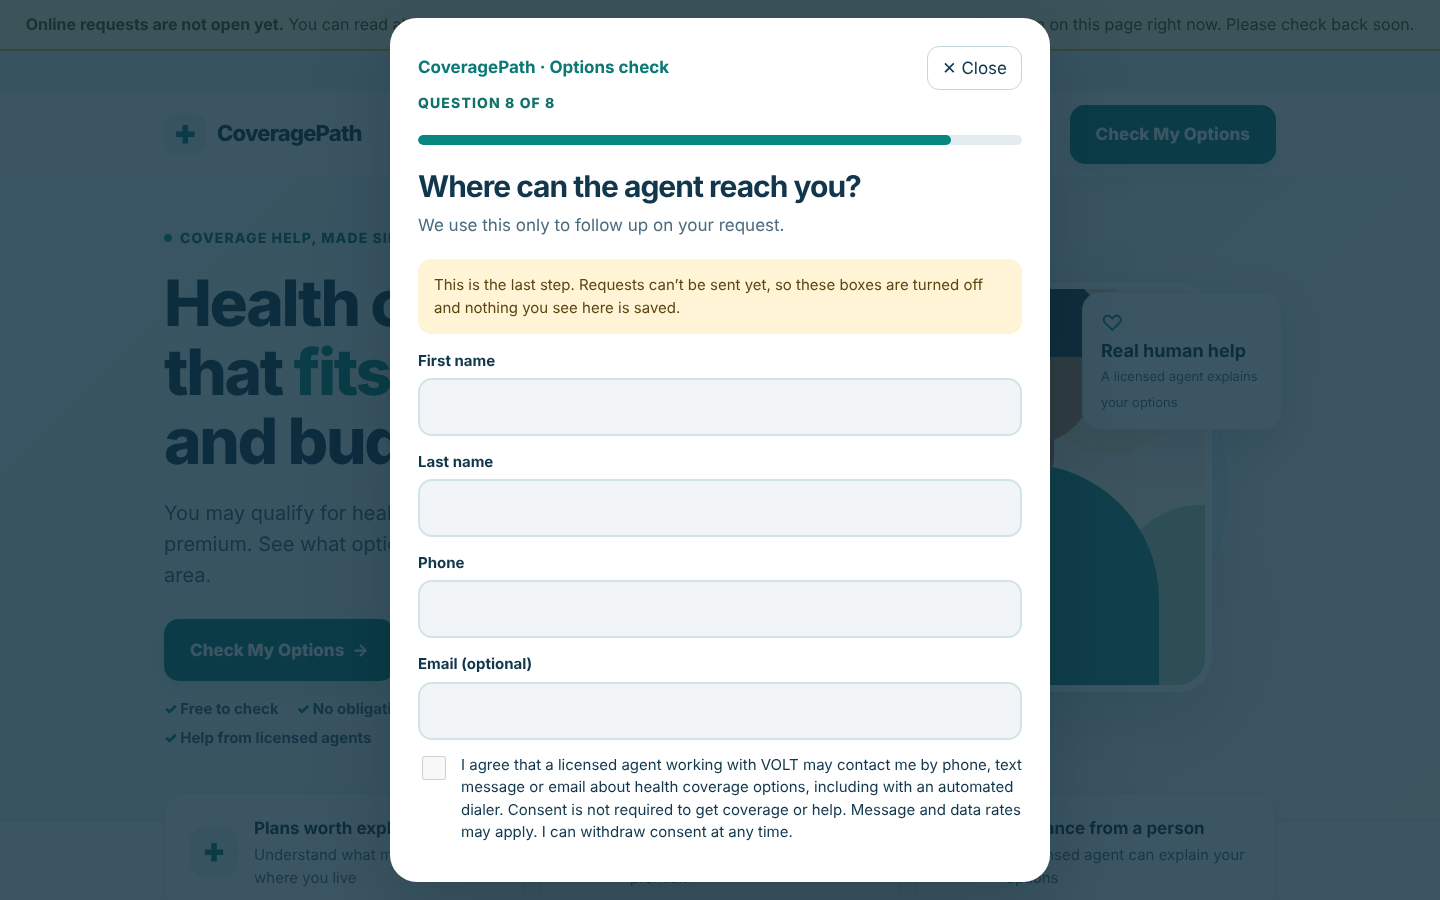 Online requests are not open yet. You can read
on this page right now. Please check back soon.
CoveragePath · Options check
✕ Close
QUESTION 8 OF 8
CoveragePath
Check My Options
Where can the agent reach you?
We use this only to follow up on your request.
COVERAGE HELP, MADE
This is the last step. Requests can’t be sent yet, so these boxes are turned off
and nothing you see here is saved.
Health
that fits
and
Real human help
A licensed agent explains
your options
First name
Last name
You may qualify for
premium. See what
area.
Phone
Check My Options →
Email (optional)
✓ Free to check ✓ No
✓ Help from licensed agents
I agree that a licensed agent working with VOLT may contact me by phone, text
message or email about health coverage options, including with an automated
dialer. Consent is not required to get coverage or help. Message and data rates
may apply. I can withdraw consent at any time.
Plans worth
Understand what
where you live
from a person
agent can explain your